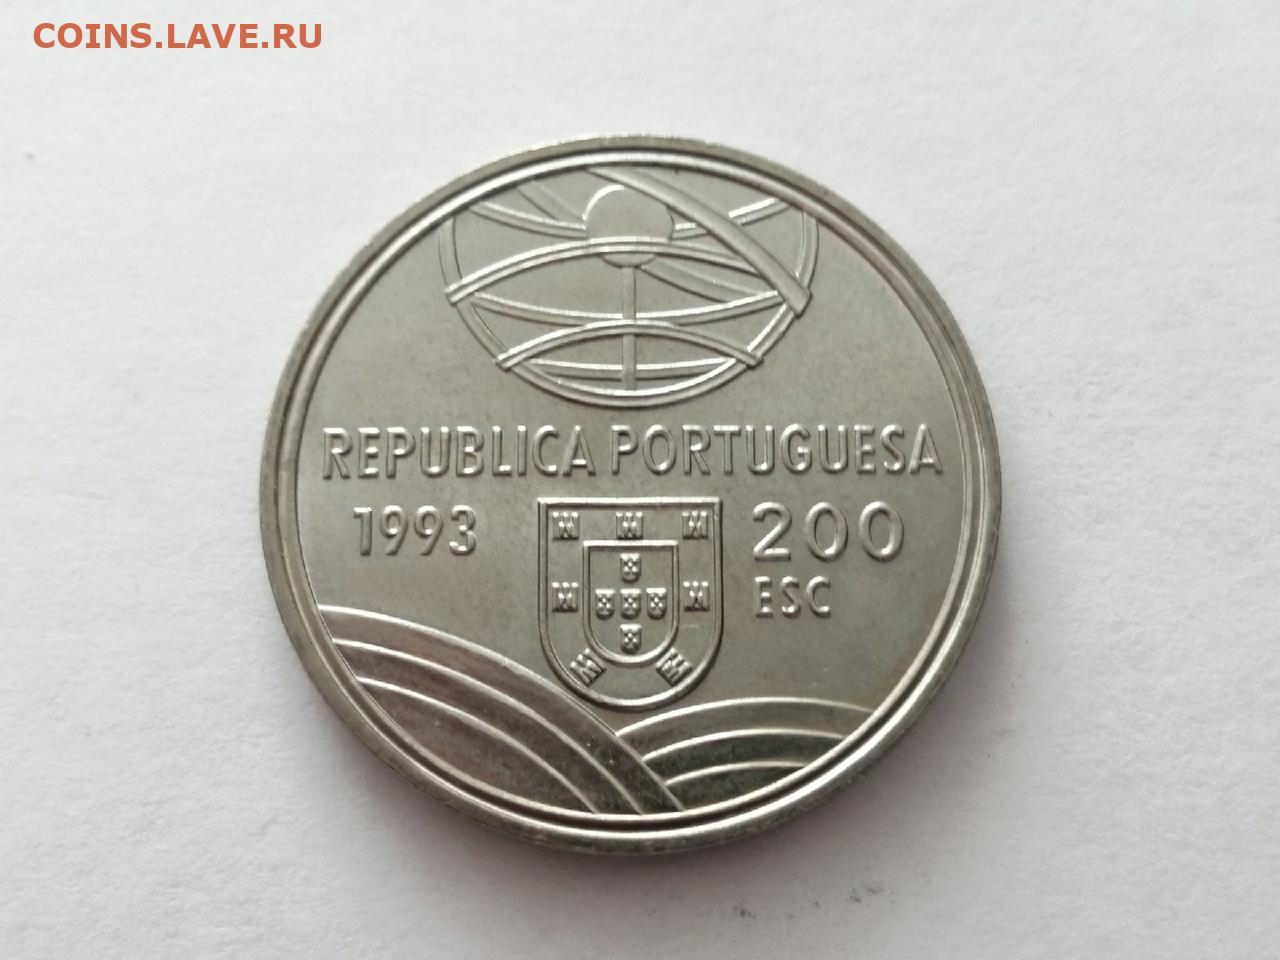 COINS.LAVE.RU
REPUBLICA PORTUGUESA
1993 200
ESC